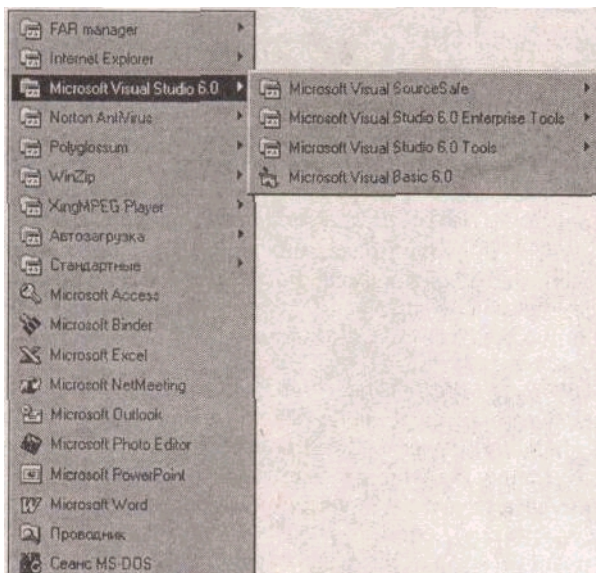 FAR manager
Internet Explorer
Microsoft Visual Studio 6.0
Norton AntiVirus
Polyglossum
WinZip
XingMPEG Player
Автозагрузка
Стандартные
Microsoft Access
Microsoft Binder
Microsoft Excel
Microsoft NetMeeting
Microsoft Outlook
Microsoft Photo Editor
Microsoft PowerPoint
Microsoft Word
Проводник
Сеанс MS-DOS
Microsoft Visual SourceSafe
Microsoft Visual Studio 6.0 Enterprise Tools
Microsoft Visual Studio 6.0 Tools
Microsoft Visual Basic 6.0